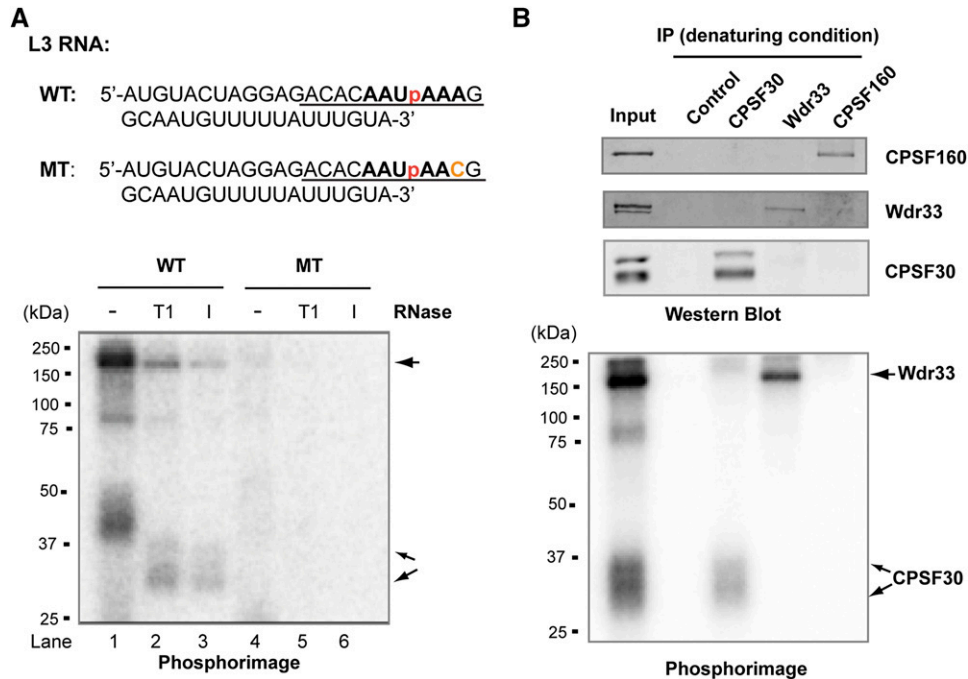 A
L3 RNA:
WT: 5'-AUGUACUAGGAGACACAAUpAAAG
GCAAUGUUUUUAUUUGUA-3'
MT: 5'-AUGUACUAGGAGACACAAUpAACG
GCAAUGUUUUUAUUUGUA-3'
WT MT
(kDa) - T1 I - T1 I RNase
250
150
100
75
50
37
25
Lane 1 2 3 4 5 6
Phosphorimage
B
IP (denaturing condition)
Input Control CPSF30 Wdr33 CPSF160
CPSF160
Wdr33
CPSF30
Western Blot
(kDa)
250
150
100
75
50
37
25
Wdr33
CPSF30
Phosphorimage